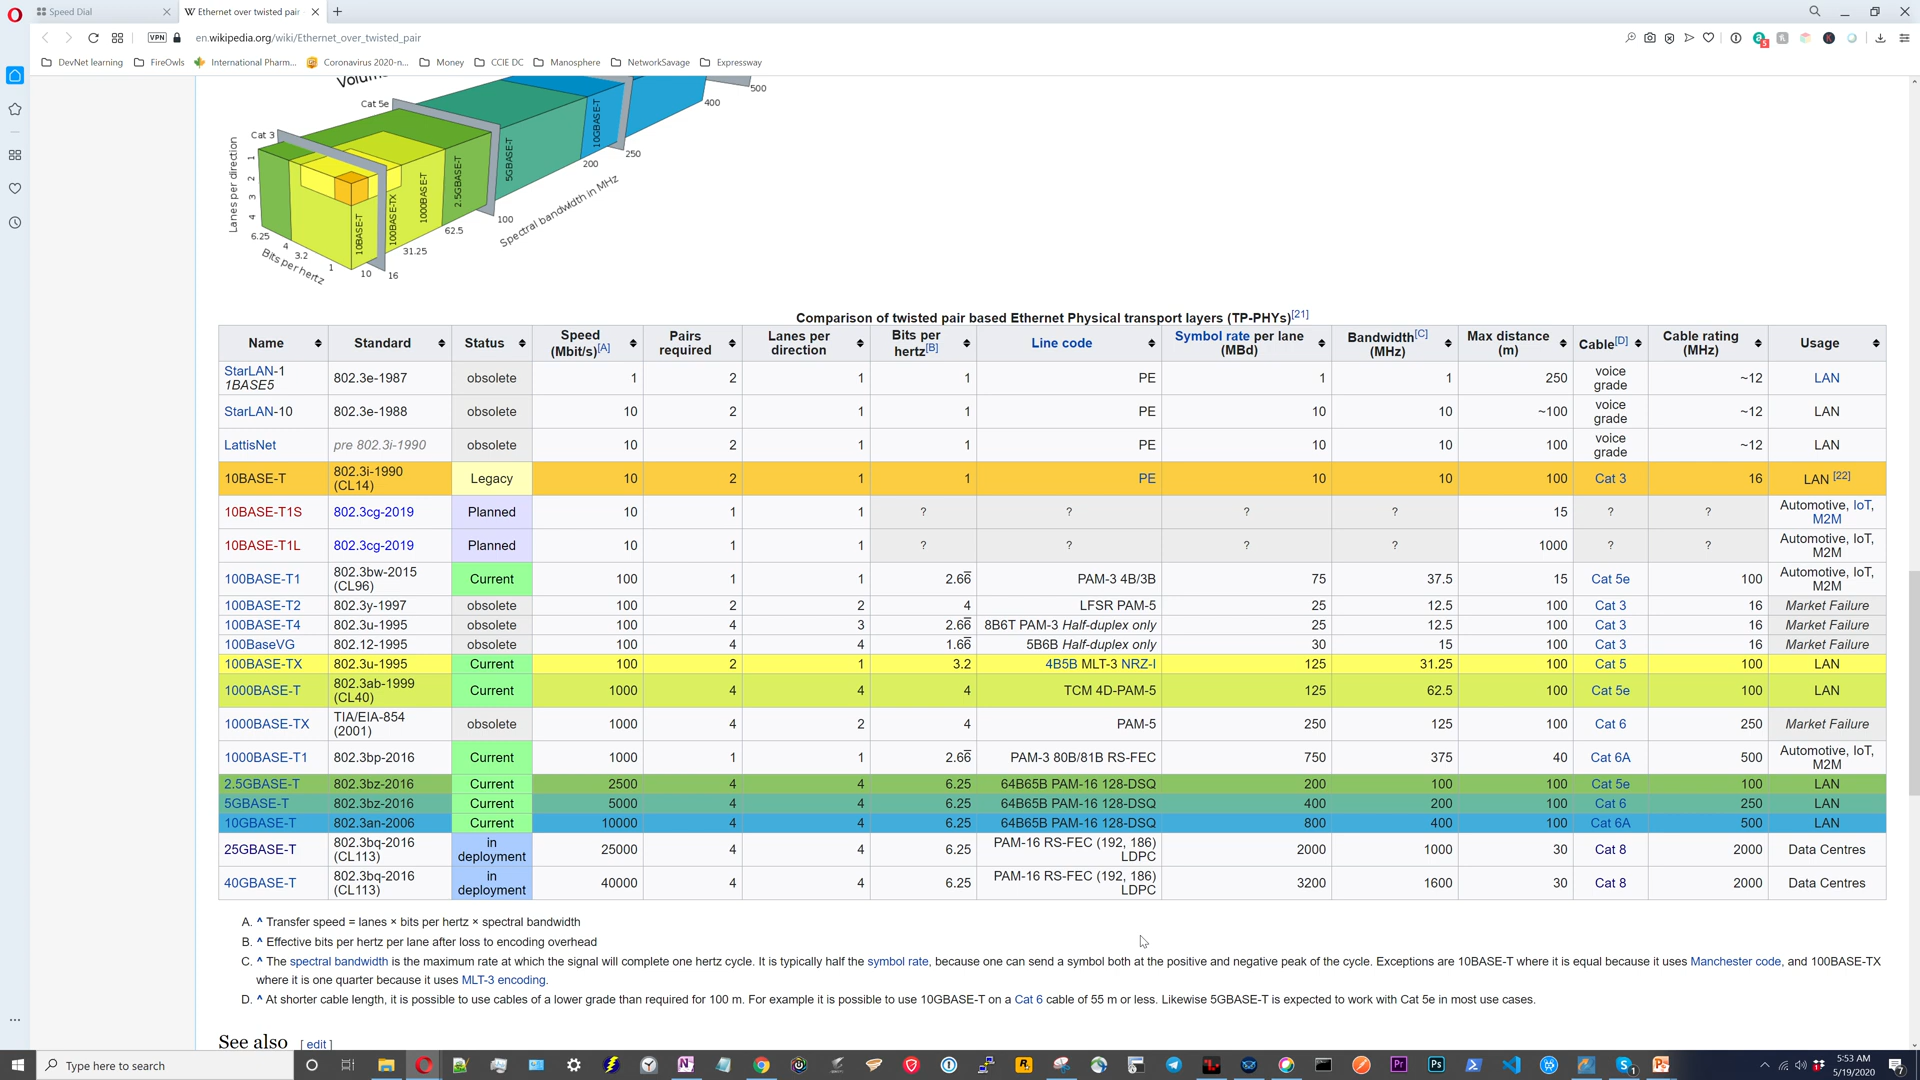 Speed Dial
Ethernet over twisted pair
VPN
en.wikipedia.org/wiki/Ethernet_over_twisted_pair
DevNet learning
FireOwls
International Pharm...
Coronavirus 2020-n...
Money
CCIE DC
Manosphere
NetworkSavage
Expressway
500
400
Cat 5e
250
200
100
62.5
31.25
16
10
Cat 3
1
2
3
4
6.25
4
3.2
1
Lanes per direction
Bits per hertz
Spectral bandwidth in MHz
10BASE-T
100BASE-TX
1000BASE-T
2.5GBASE-T
5GBASE-T
10GBASE-T
Comparison of twisted pair based Ethernet Physical transport layers (TP-PHYs)[21]
Name Standard Status Speed (Mbit/s)[A] Pairs required Lanes per direction Bits per hertz[B] Line code Symbol rate per lane (MBd) Bandwidth[C] (MHz) Max distance (m) Cable[D] Cable rating (MHz) Usage
StarLAN-1 1BASE5 802.3e-1987 obsolete 1 2 1 1 PE 1 1 250 voice grade ~12 LAN
StarLAN-10 802.3e-1988 obsolete 10 2 1 1 PE 10 10 ~100 voice grade ~12 LAN
LattisNet pre 802.3i-1990 obsolete 10 2 1 1 PE 10 10 100 voice grade ~12 LAN
10BASE-T 802.3i-1990 (CL14) Legacy 10 2 1 1 PE 10 10 100 Cat 3 16 LAN [22]
10BASE-T1S 802.3cg-2019 Planned 10 1 1 ? ? ? ? 15 ? ? Automotive, IoT, M2M
10BASE-T1L 802.3cg-2019 Planned 10 1 1 ? ? ? ? 1000 ? ? Automotive, IoT, M2M
100BASE-T1 802.3bw-2015 (CL96) Current 100 1 1 2.66̅ PAM-3 4B/3B 75 37.5 15 Cat 5e 100 Automotive, IoT, M2M
100BASE-T2 802.3y-1997 obsolete 100 2 2 4 LFSR PAM-5 25 12.5 100 Cat 3 16 Market Failure
100BASE-T4 802.3u-1995 obsolete 100 4 3 2.66̅ 8B6T PAM-3 Half-duplex only 25 12.5 100 Cat 3 16 Market Failure
100BaseVG 802.12-1995 obsolete 100 4 4 1.66̅ 5B6B Half-duplex only 30 15 100 Cat 3 16 Market Failure
100BASE-TX 802.3u-1995 Current 100 2 1 3.2 4B5B MLT-3 NRZ-I 125 31.25 100 Cat 5 100 LAN
1000BASE-T 802.3ab-1999 (CL40) Current 1000 4 4 4 TCM 4D-PAM-5 125 62.5 100 Cat 5e 100 LAN
1000BASE-TX TIA/EIA-854 (2001) obsolete 1000 4 2 4 PAM-5 250 125 100 Cat 6 250 Market Failure
1000BASE-T1 802.3bp-2016 Current 1000 1 1 2.66̅ PAM-3 80B/81B RS-FEC 750 375 40 Cat 6A 500 Automotive, IoT, M2M
2.5GBASE-T 802.3bz-2016 Current 2500 4 4 6.25 64B65B PAM-16 128-DSQ 200 100 100 Cat 5e 100 LAN
5GBASE-T 802.3bz-2016 Current 5000 4 4 6.25 64B65B PAM-16 128-DSQ 400 200 100 Cat 6 250 LAN
10GBASE-T 802.3an-2006 Current 10000 4 4 6.25 64B65B PAM-16 128-DSQ 800 400 100 Cat 6A 500 LAN
25GBASE-T 802.3bq-2016 (CL113) in deployment 25000 4 4 6.25 PAM-16 RS-FEC (192, 186) LDPC 2000 1000 30 Cat 8 2000 Data Centres
40GBASE-T 802.3bq-2016 (CL113) in deployment 40000 4 4 6.25 PAM-16 RS-FEC (192, 186) LDPC 3200 1600 30 Cat 8 2000 Data Centres
A. ^ Transfer speed = lanes × bits per hertz × spectral bandwidth
B. ^ Effective bits per hertz per lane after loss to encoding overhead
C. ^ The spectral bandwidth is the maximum rate at which the signal will complete one hertz cycle. It is typically half the symbol rate, because one can send a symbol both at the positive and negative peak of the cycle. Exceptions are 10BASE-T where it is equal because it uses Manchester code, and 100BASE-TX
where it is one quarter because it uses MLT-3 encoding.
D. ^ At shorter cable length, it is possible to use cables of a lower grade than required for 100 m. For example it is possible to use 10GBASE-T on a Cat 6 cable of 55 m or less. Likewise 5GBASE-T is expected to work with Cat 5e in most use cases.
See also [ edit ]
Type here to search
5:53 AM
5/19/2020